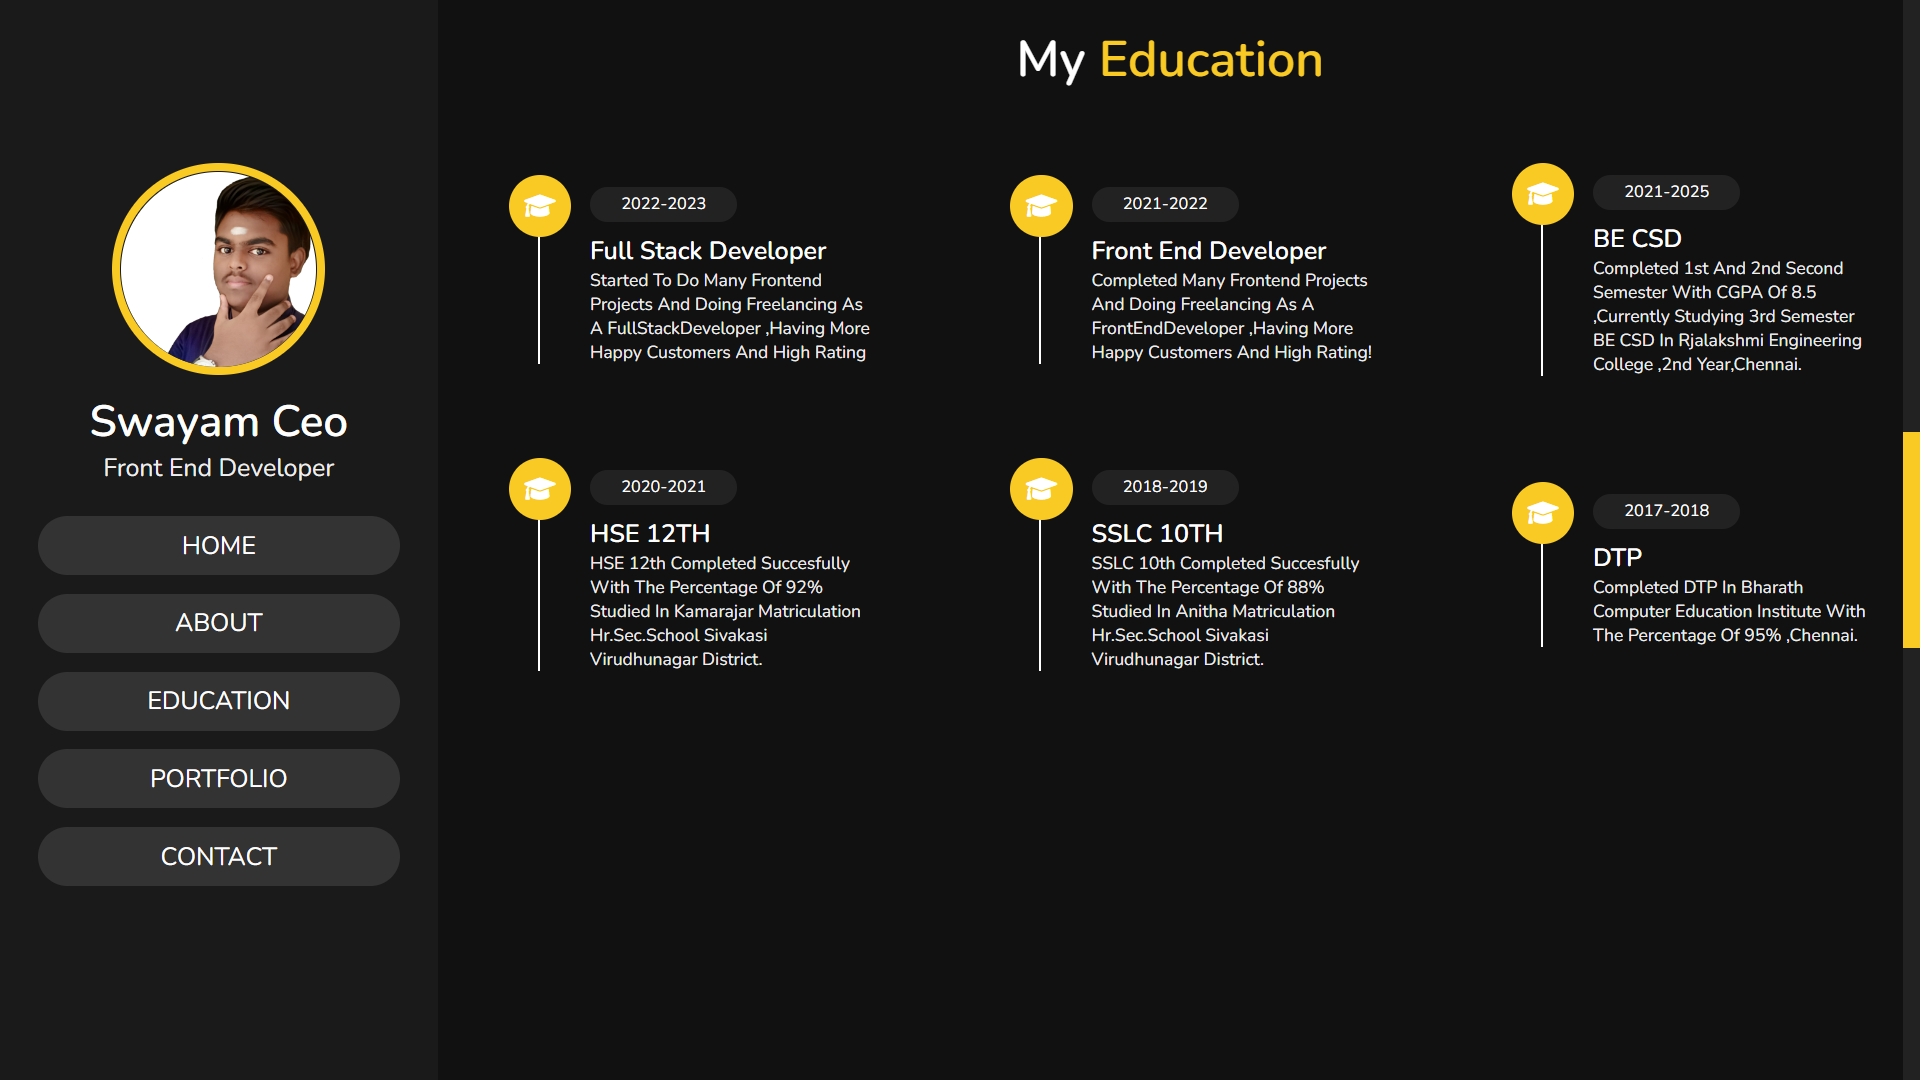 Swayam Ceo
Front End Developer
HOME
ABOUT
EDUCATION
PORTFOLIO
CONTACT
My Education
2022-2023
Full Stack Developer
Started To Do Many Frontend
Projects And Doing Freelancing As
A FullStackDeveloper ,Having More
Happy Customers And High Rating
2021-2022
Front End Developer
Completed Many Frontend Projects
And Doing Freelancing As A
FrontEndDeveloper ,Having More
Happy Customers And High Rating!
2021-2025
BE CSD
Completed 1st And 2nd Second
Semester With CGPA Of 8.5
,Currently Studying 3rd Semester
BE CSD In Rjalakshmi Engineering
College ,2nd Year,Chennai.
2020-2021
HSE 12TH
HSE 12th Completed Succesfully
With The Percentage Of 92%
Studied In Kamarajar Matriculation
Hr.Sec.School Sivakasi
Virudhunagar District.
2018-2019
SSLC 10TH
SSLC 10th Completed Succesfully
With The Percentage Of 88%
Studied In Anitha Matriculation
Hr.Sec.School Sivakasi
Virudhunagar District.
2017-2018
DTP
Completed DTP In Bharath
Computer Education Institute With
The Percentage Of 95% ,Chennai.